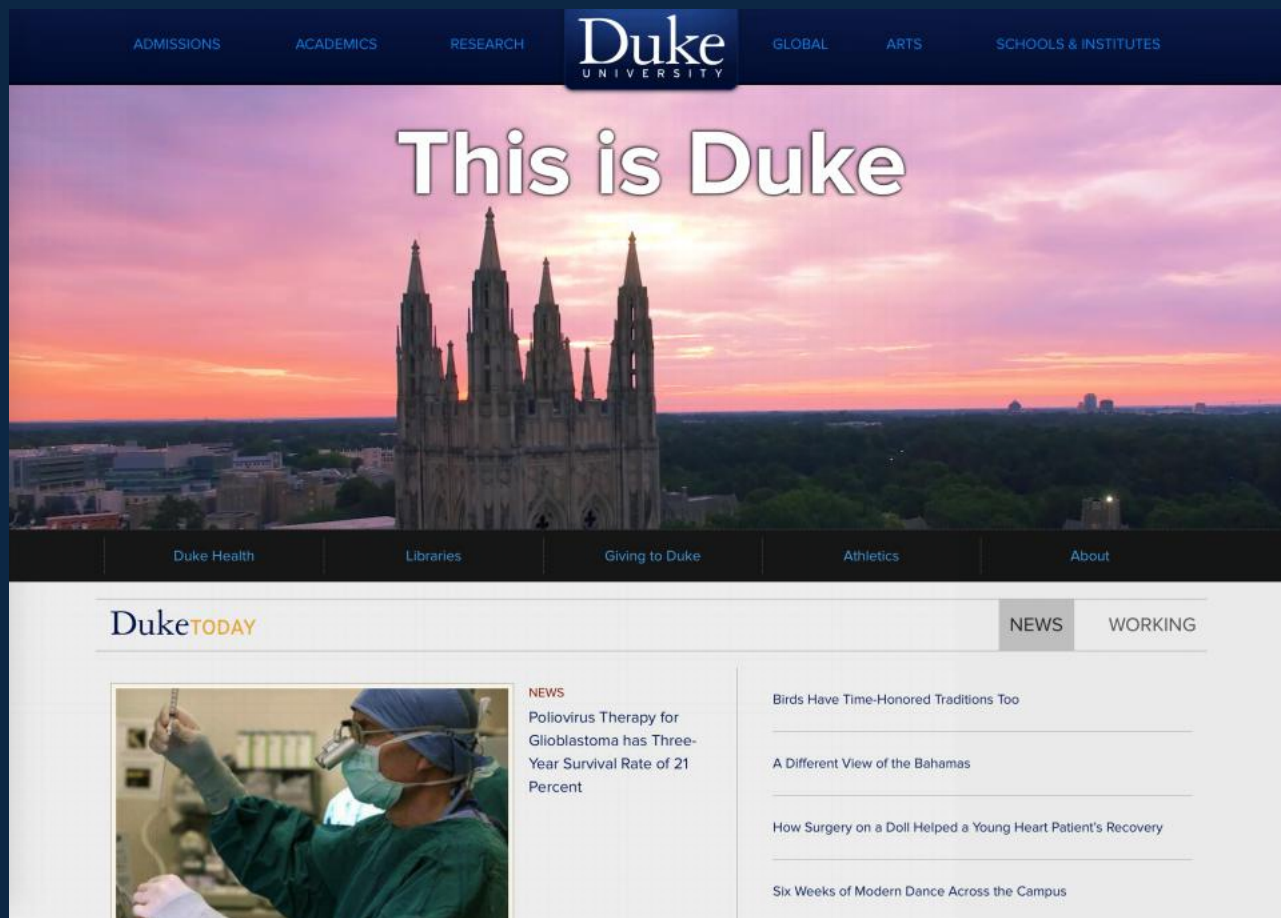 ADMISSIONS ACADEMICS RESEARCH Duke GLOBAL ARTS SCHOOLS & INSTITUTES
UNIVERSITY
This is Duke
Duke Health Libraries Giving to Duke Athletics About
DukeTODAY NEWS WORKING
NEWS
Poliovirus Therapy for
Glioblastoma has Three-
Year Survival Rate of 21
Percent
Birds Have Time-Honored Traditions Too
A Different View of the Bahamas
How Surgery on a Doll Helped a Young Heart Patient's Recovery
Six Weeks of Modern Dance Across the Campus